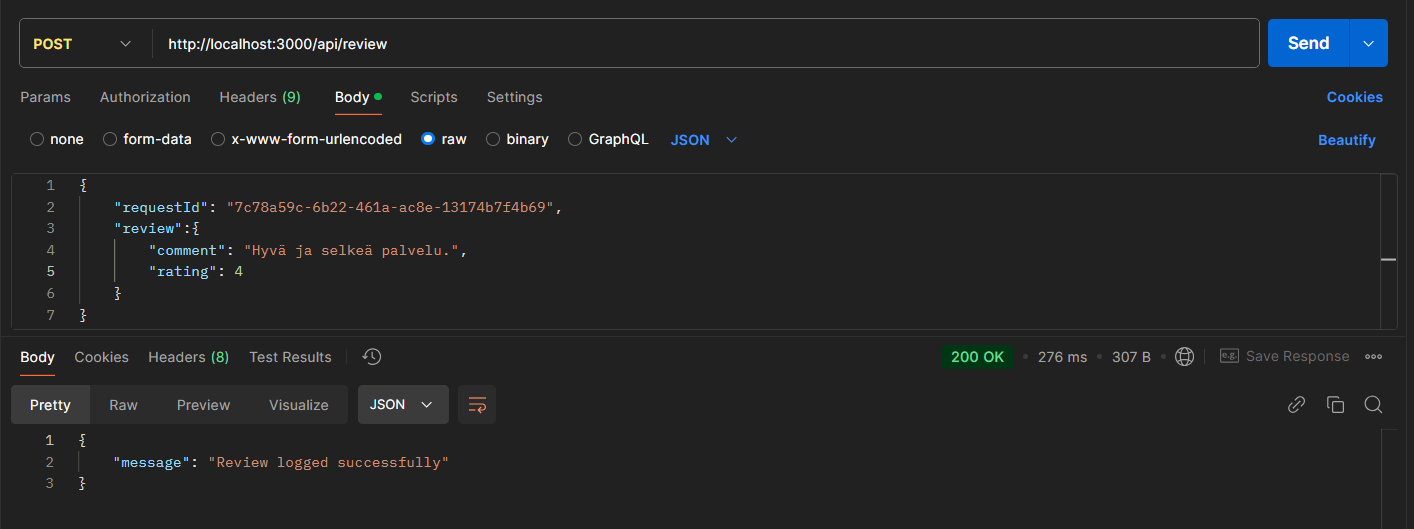 POST http://localhost:3000/api/review Send
Params Authorization Headers (9) Body Scripts Settings Cookies
none form-data x-www-form-urlencoded raw binary GraphQL JSON Beautify
1 {
2 "requestId": "7c78a59c-6b22-461a-ac8e-13174b7f4b69",
3 "review":{
4 "comment": "Hyvä ja selkeä palvelu.",
5 "rating": 4
6 }
7 }
Body Cookies Headers (8) Test Results 200 OK • 276 ms • 307 B • e.g. Save Response
Pretty Raw Preview Visualize JSON
1 {
2 "message": "Review logged successfully"
3 }